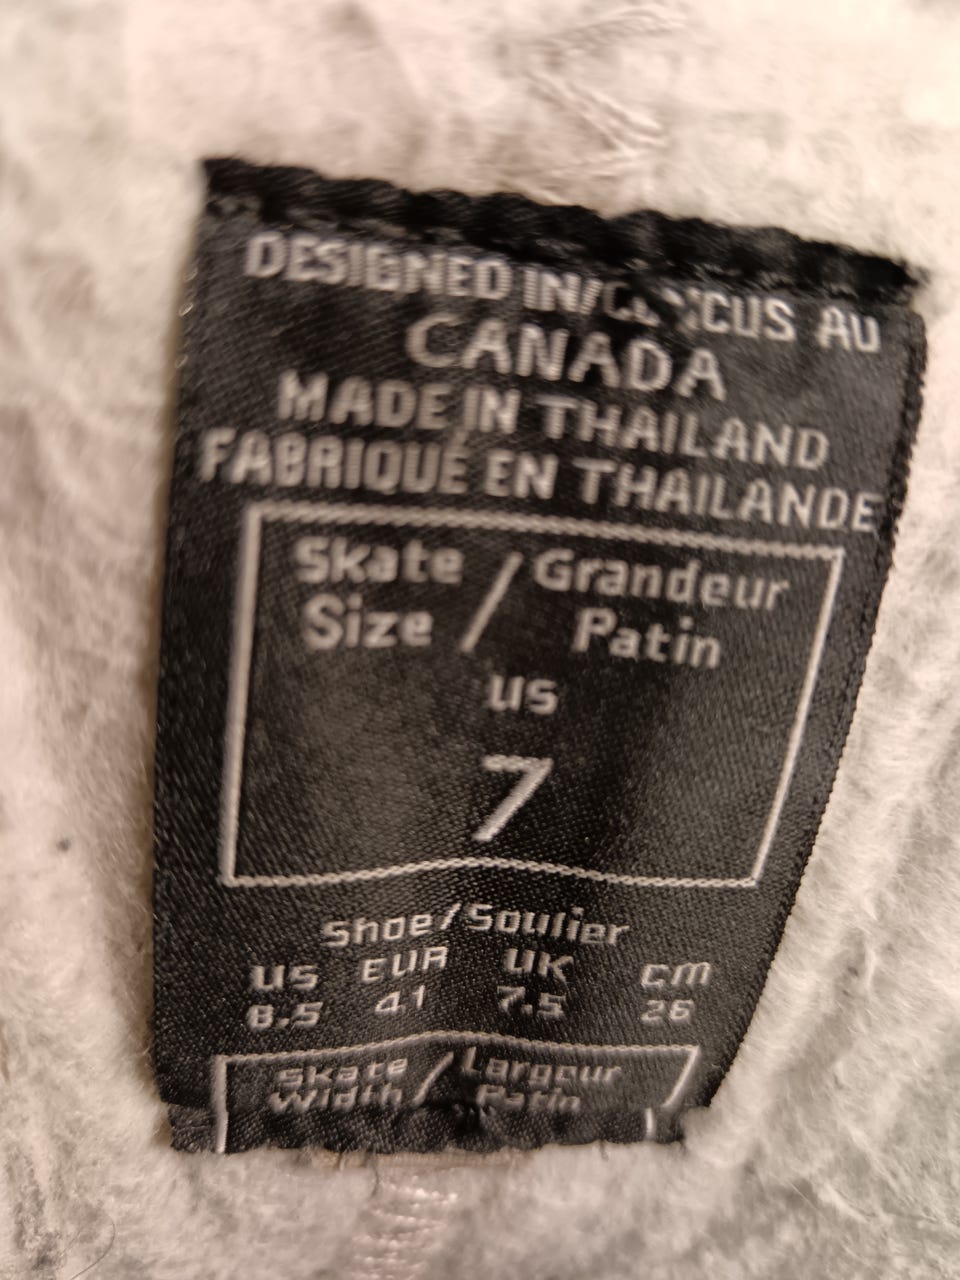 DESIGNED IN/CONÇUS AU
CANADA
MADE IN THAILAND
FABRIQUÉ EN THAILANDE
Skate / Grandeur
Size Patin
us
7
Shoe/Soulier
US EUR UK cm
8.5 41 7.5 26
Skate / Largeur
Width Patin